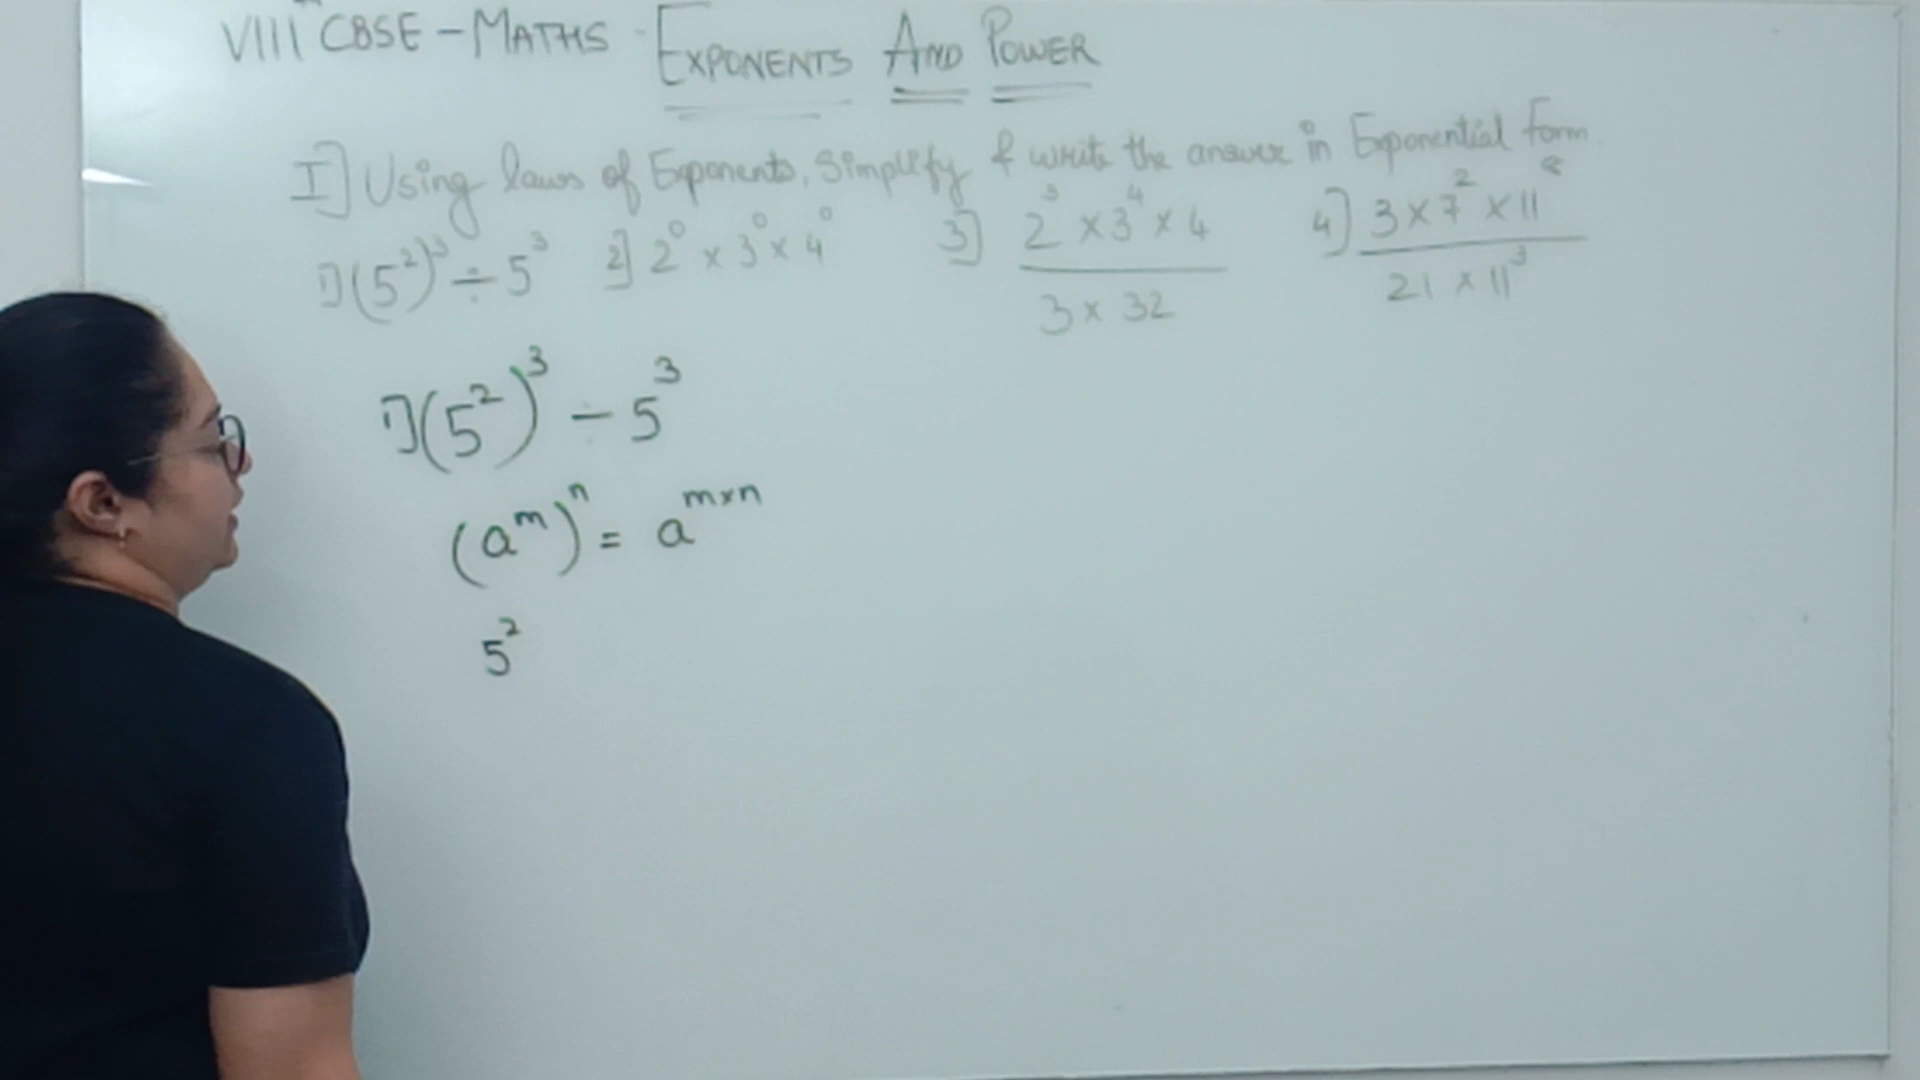 VIII CBSE - MATHS · EXPONENTS AND POWER
I] Using laws of Exponents, Simplify & write the answer in Exponential form.
1] (5²)³ ÷ 5³ 2] 2⁰ × 3⁰ × 4⁰ 3] 2³ × 3⁴ × 4 / 3 × 32 4] 3 × 7² × 11⁸ / 21 × 11³
1] (5²)³ - 5³
(aᵐ)ⁿ = aᵐˣⁿ
5²